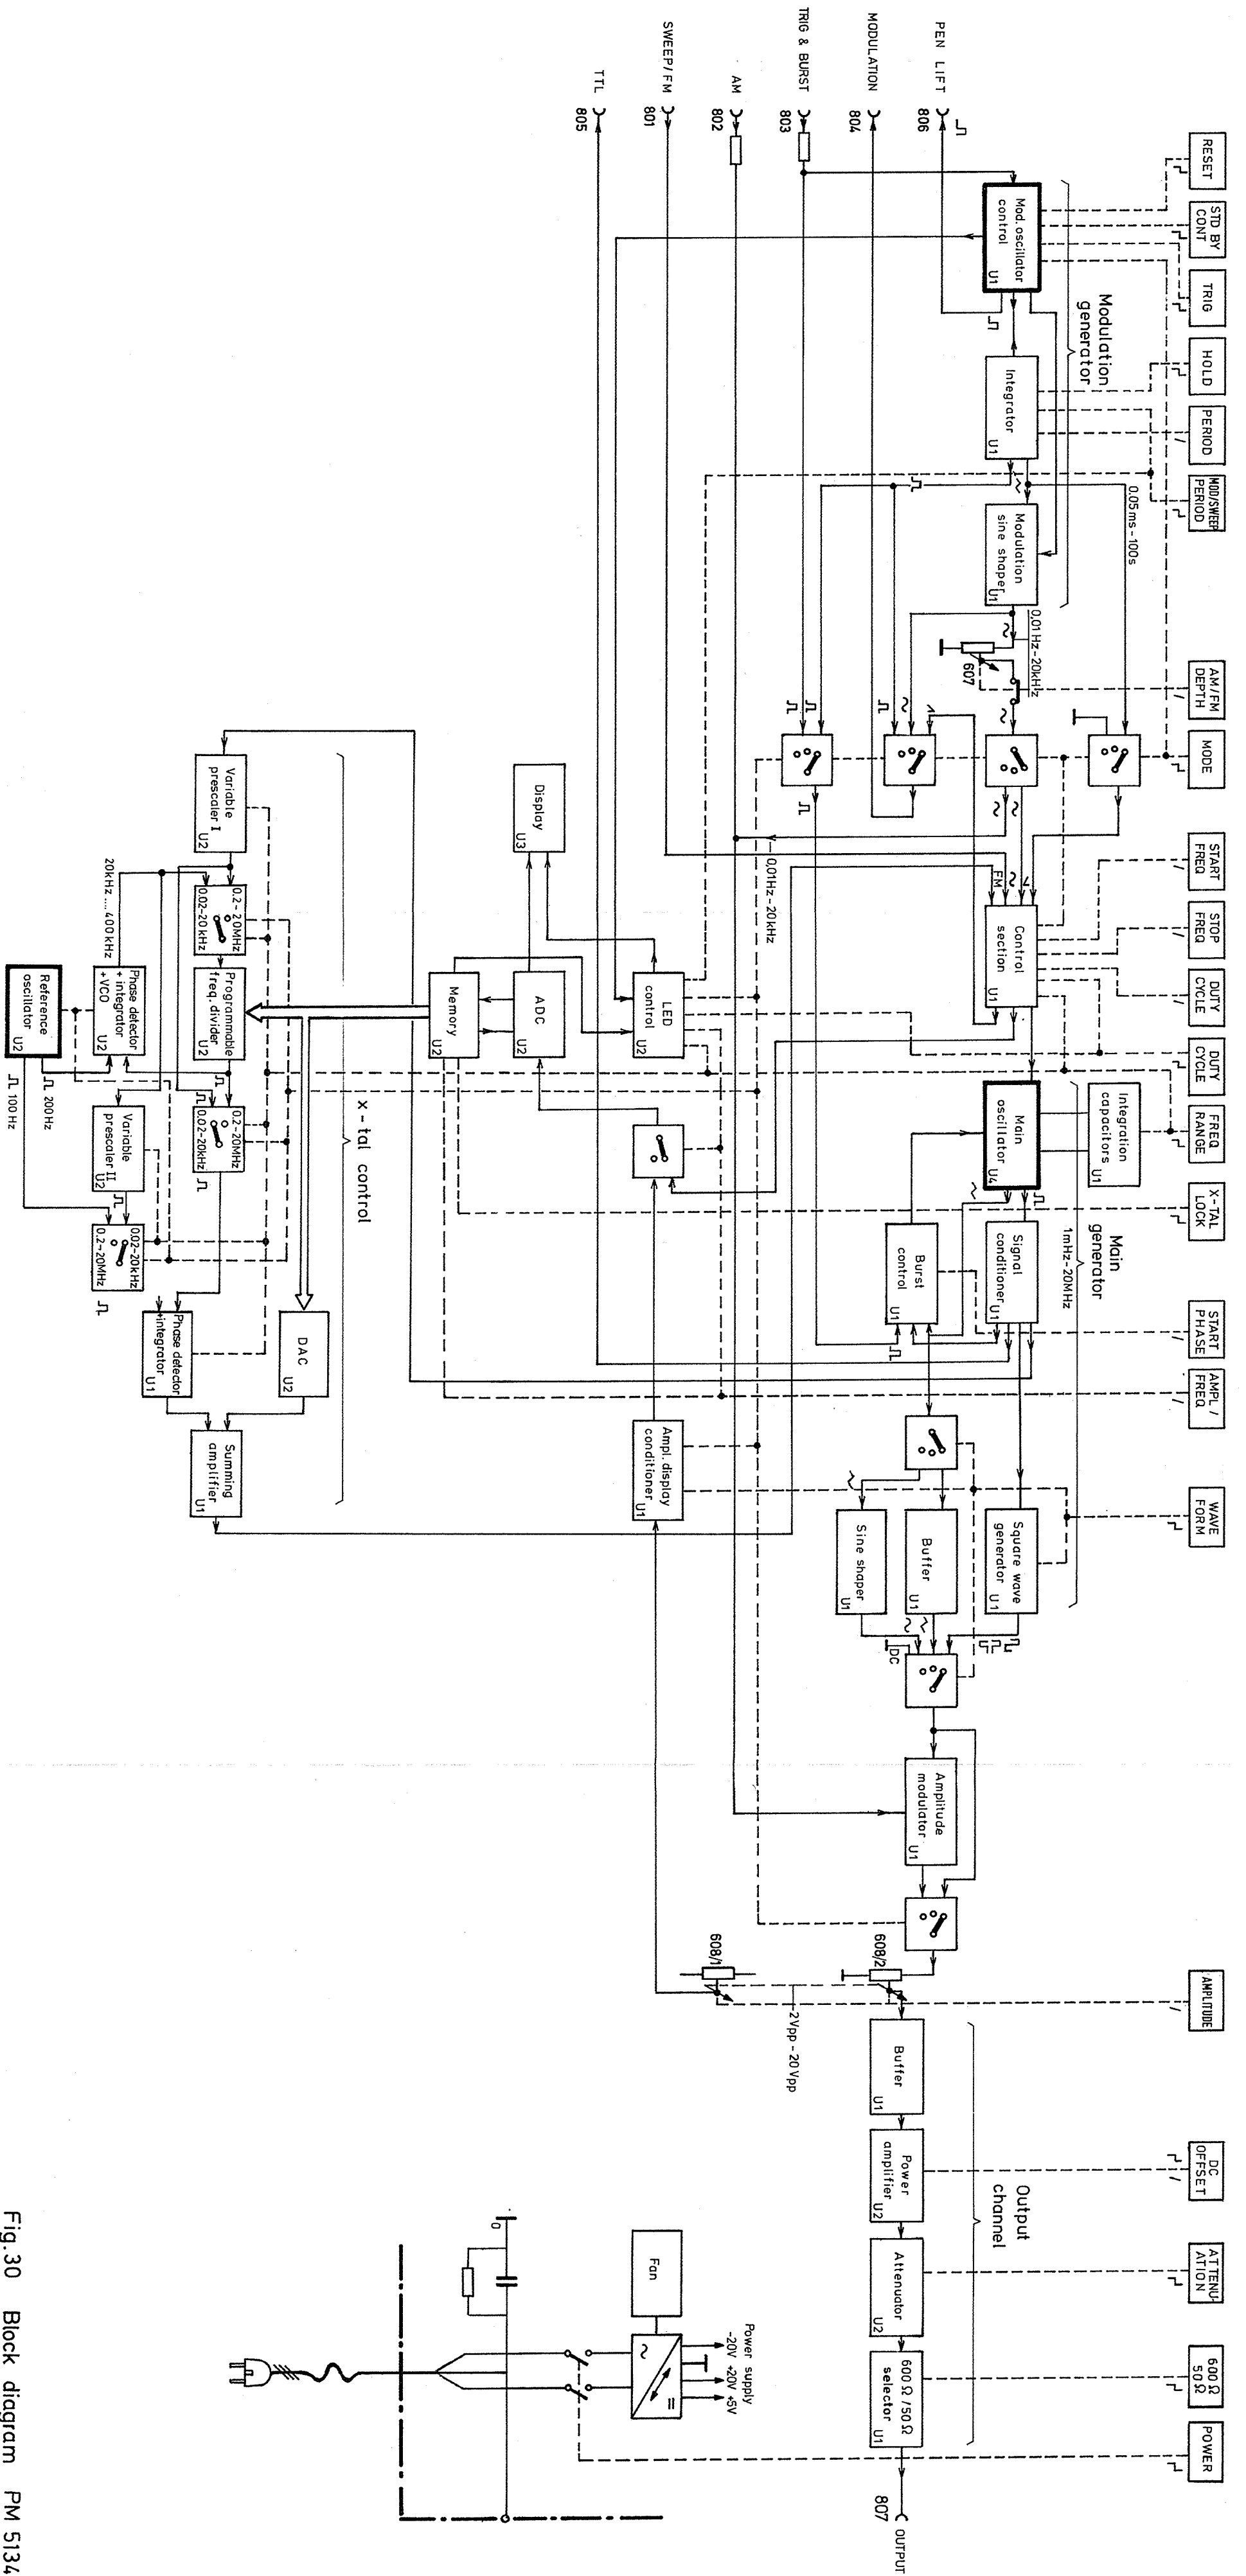 RESET
STD BY
CONT
TRIG
HOLD
PERIOD
MOD/SWEEP
PERIOD
AM/FM
DEPTH
MODE
START
FREQ
STOP
FREQ
DUTY
CYCLE
DUTY
CYCLE
FREQ
RANGE
X-TAL
LOCK
START
PHASE
AMPL /
FREQ
WAVE
FORM
AMPLITUDE
DC
OFFSET
ATTENU-
ATION
600 Ω
50 Ω
POWER
PEN LIFT
806
MODULATION
804
TRIG & BURST
803
AM
802
SWEEP/FM
801
TTL
805
Modulation
generator
Mod. oscillator
control
U1
Integrator
U1
Modulation
sine shaper
U1
0.05ms-100s
0,01Hz-20kHz
607
0,01Hz-20kHz
FM
Control
section
U1
Integration
capacitors
U1
Main
oscillator
U4
Main
generator
1mHz-20MHz
Signal
conditioner
U1
Burst
control
U1
Square wave
generator
U1
Buffer
U1
Sine shaper
U1
DC
Amplitude
modulator
U1
608/2
608/1
2Vpp-20Vpp
Output
channel
Buffer
U1
Power
amplifier
U2
Attenuator
U2
600 Ω/50 Ω
selector
U1
807
OUTPUT
LED
control
U2
Display
U3
ADC
U2
Memory
U2
Ampl. display
conditioner
U1
x-tal control
Variable
prescaler I
U2
0.2-20MHz
0.02-20kHz
Programmable
freq. divider
U2
0.2-20MHz
0.02-20kHz
20kHz...400kHz
Phase detector
+ integrator
+VCO
U2
Variable
prescaler II
U2
0.02-20kHz
0.2-20MHz
Reference
oscillator
U2
200Hz
100Hz
Phase detector
+integrator
U1
DAC
U2
Summing
amplifier
U1
Fan
Power supply
-20V +20V +5V
0
Fig.30 Block diagram PM 5134